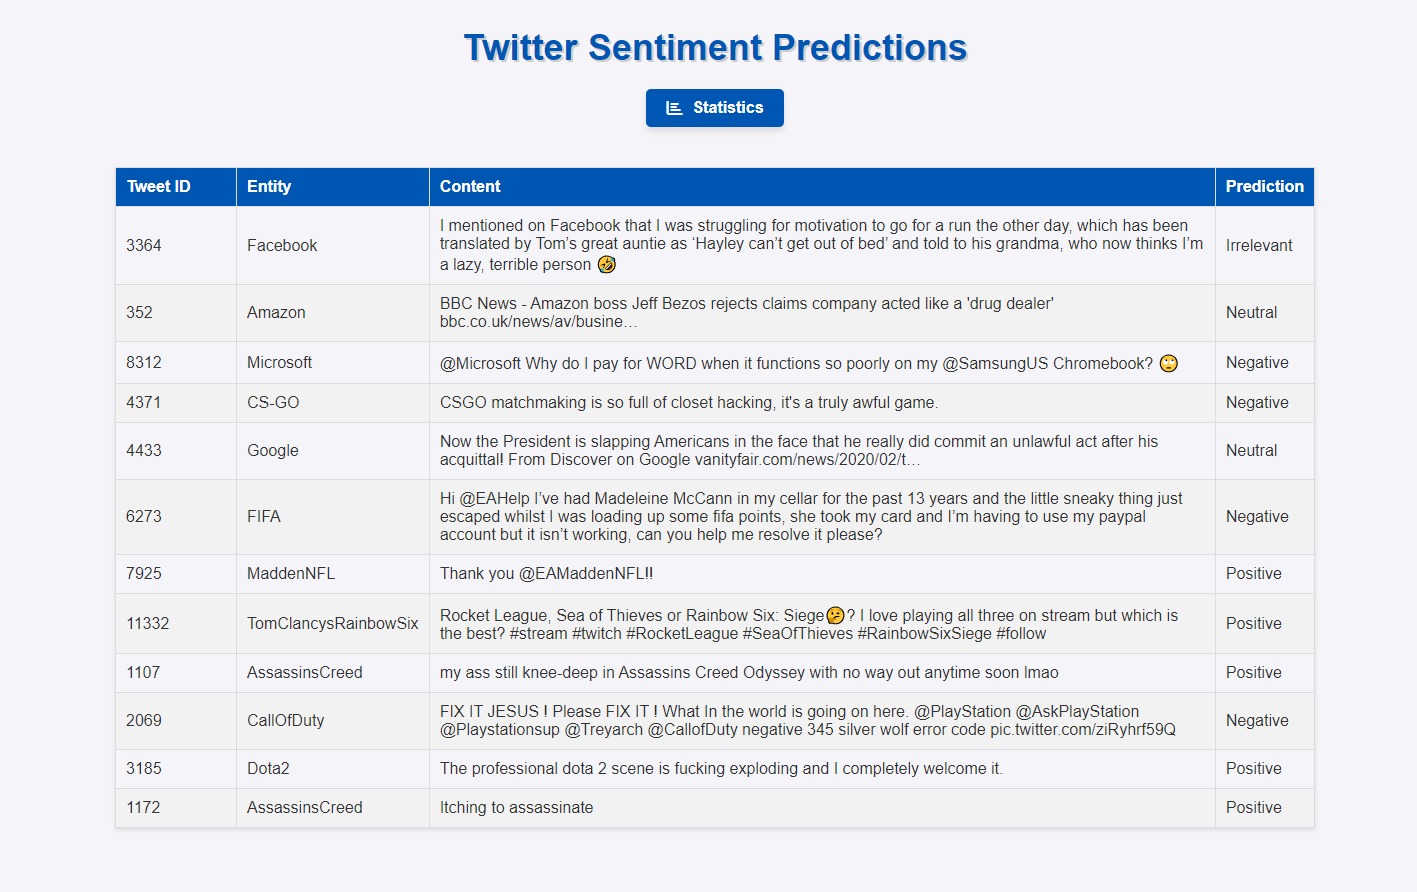 Twitter Sentiment Predictions
Statistics
Tweet ID Entity Content Prediction
I mentioned on Facebook that I was struggling for motivation to go for a run the other day, which has been
3364 Facebook translated by Tom’s great auntie as ‘Hayley can’t get out of bed’ and told to his grandma, who now thinks I’m Irrelevant
a lazy, terrible person 🤣
BBC News - Amazon boss Jeff Bezos rejects claims company acted like a 'drug dealer'
352 Amazon Neutral
bbc.co.uk/news/av/busine…
8312 Microsoft @Microsoft Why do I pay for WORD when it functions so poorly on my @SamsungUS Chromebook? 🙄 Negative
4371 CS-GO CSGO matchmaking is so full of closet hacking, it's a truly awful game. Negative
Now the President is slapping Americans in the face that he really did commit an unlawful act after his
4433 Google Neutral
acquittal! From Discover on Google vanityfair.com/news/2020/02/t…
Hi @EAHelp I’ve had Madeleine McCann in my cellar for the past 13 years and the little sneaky thing just
6273 FIFA escaped whilst I was loading up some fifa points, she took my card and I’m having to use my paypal Negative
account but it isn’t working, can you help me resolve it please?
7925 MaddenNFL Thank you @EAMaddenNFL!! Positive
Rocket League, Sea of Thieves or Rainbow Six: Siege🤔? I love playing all three on stream but which is
11332 TomClancysRainbowSix Positive
the best? #stream #twitch #RocketLeague #SeaOfThieves #RainbowSixSiege #follow
1107 AssassinsCreed my ass still knee-deep in Assassins Creed Odyssey with no way out anytime soon lmao Positive
FIX IT JESUS ! Please FIX IT ! What In the world is going on here. @PlayStation @AskPlayStation
2069 CallOfDuty Negative
@Playstationsup @Treyarch @CallofDuty negative 345 silver wolf error code pic.twitter.com/ziRyhrf59Q
3185 Dota2 The professional dota 2 scene is fucking exploding and I completely welcome it. Positive
1172 AssassinsCreed Itching to assassinate Positive